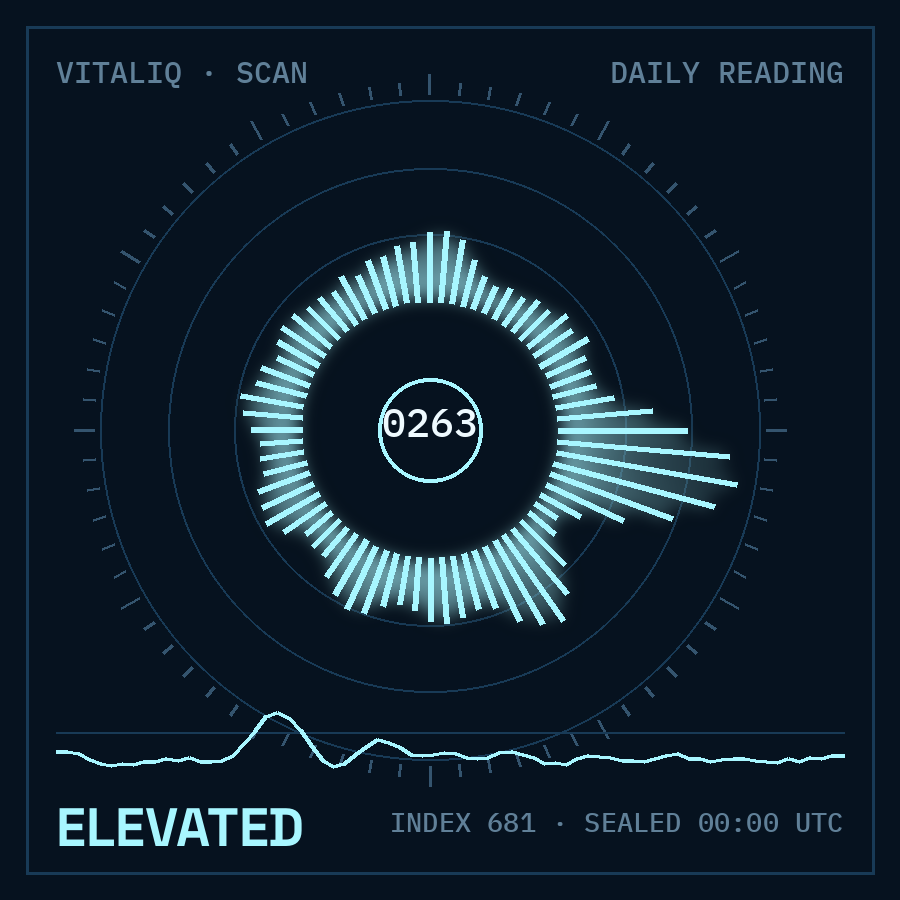 VITALIQ · SCAN
DAILY READING
0263
ELEVATED
INDEX 681 · SEALED 00:00 UTC